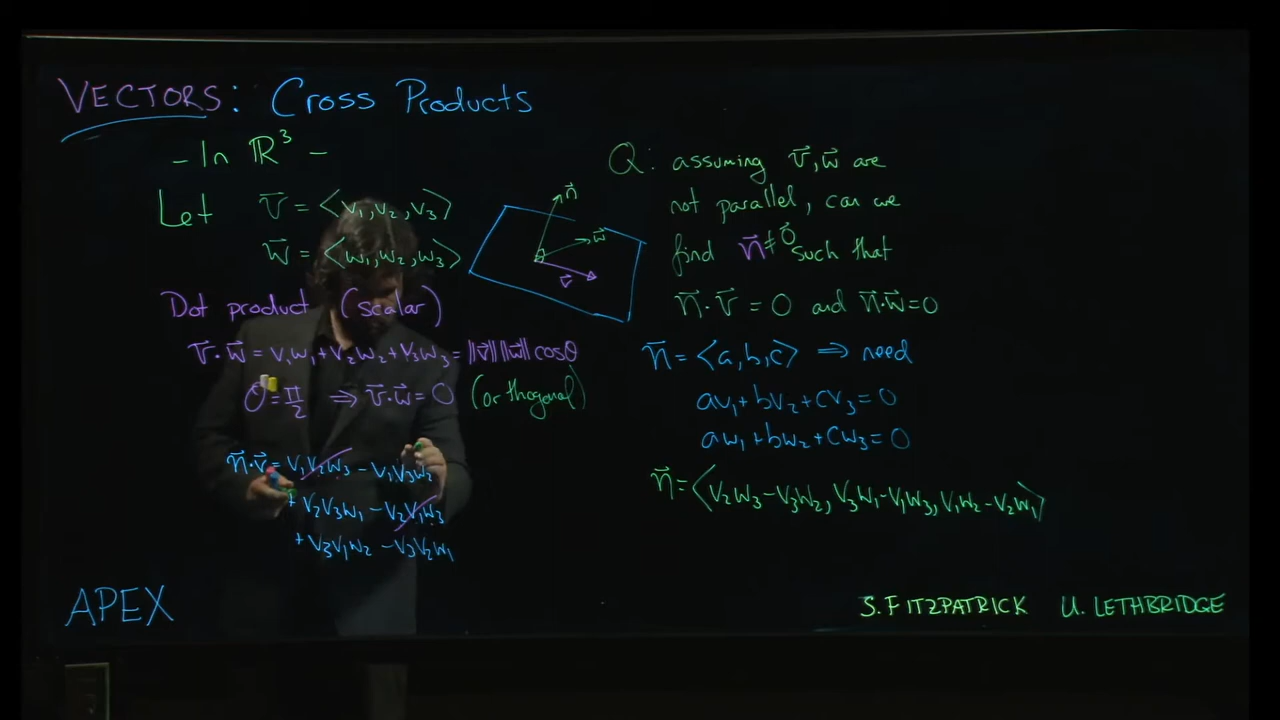 VECTORS: Cross Products
- In ℝ³ -
Let v⃗ = ⟨v₁, v₂, v₃⟩
w⃗ = ⟨w₁, w₂, w₃⟩
Dot product (scalar)
v⃗·w⃗ = v₁w₁ + v₂w₂ + v₃w₃ = ‖v⃗‖ ‖w⃗‖ cosθ
θ = π/2 ⟹ v⃗·w⃗ = 0 (orthogonal)
n⃗·v⃗ = v₁v₂w₃ - v₁v₃w₂
+ v₂v₃w₁ - v₂v₁w₃
+ v₃v₁w₂ - v₃v₂w₁
n⃗
w⃗
v⃗
Q: assuming v⃗, w⃗ are
not parallel, can we
find n⃗ ≠ 0⃗ such that
n⃗·v⃗ = 0 and n⃗·w⃗ = 0
n⃗ = ⟨a, b, c⟩ ⟹ need
av₁ + bv₂ + cv₃ = 0
aw₁ + bw₂ + cw₃ = 0
n⃗ = ⟨v₂w₃ - v₃w₂, v₃w₁ - v₁w₃, v₁w₂ - v₂w₁⟩
APEX
S. FITZPATRICK U. LETHBRIDGE